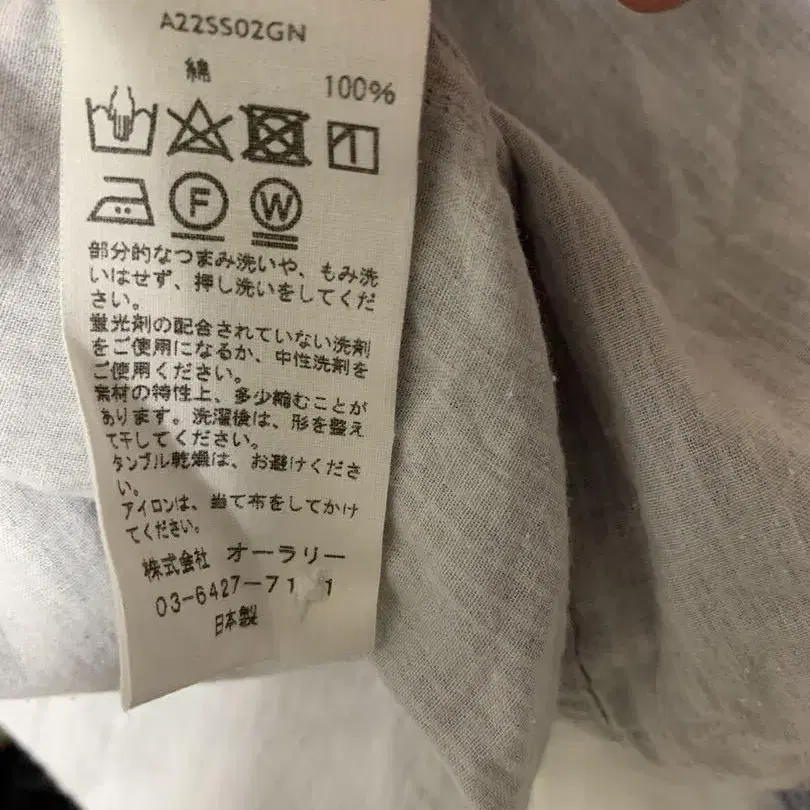 A22SS02GN
綿 100%
F W
部分的なつまみ洗いや、もみ洗
いはせず、押し洗いをしてくだ
さい。
蛍光剤の配合されていない洗剤
をご使用になるか、中性洗剤を
ご使用ください。
素材の特性上、多少縮むことが
あります。洗濯後は、形を整え
て干してください。
タンブル乾燥は、お避けくださ
い。
アイロンは、当て布をしてかけ
てください。
株式会社 オーラリー
03-6427-71 1
日本製